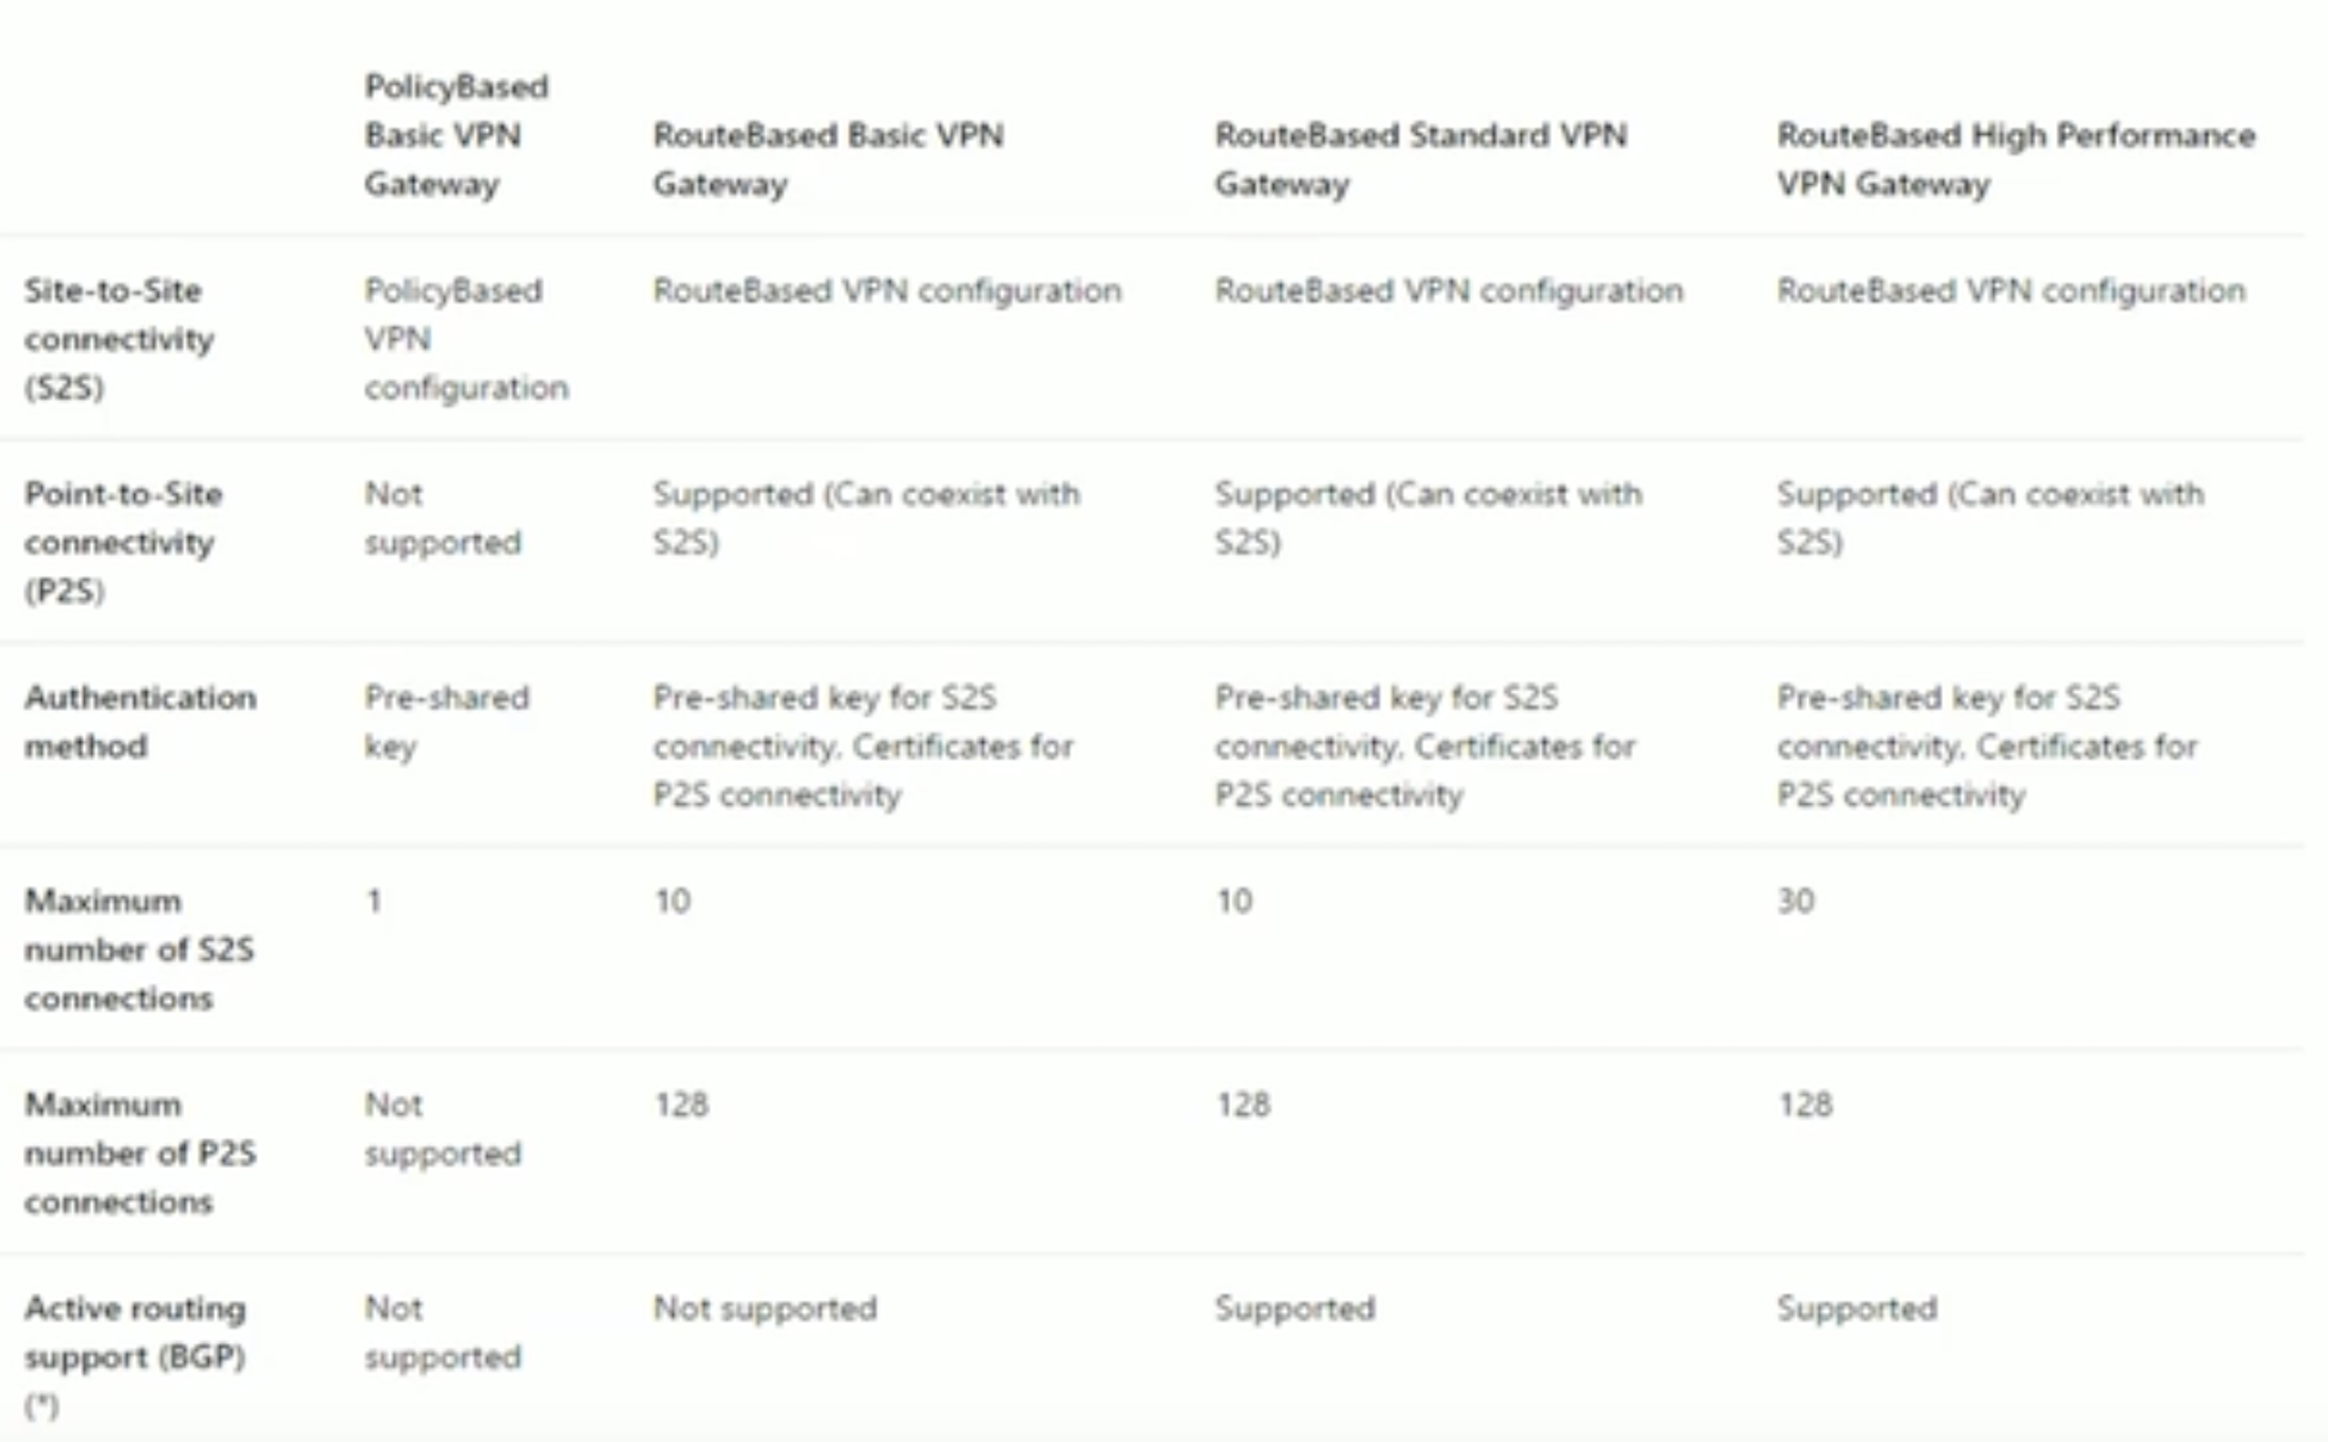 PolicyBased
Basic VPN
Gateway
RouteBased Basic VPN
Gateway
RouteBased Standard VPN
Gateway
RouteBased High Performance
VPN Gateway
Site-to-Site
connectivity
(S2S)
PolicyBased
VPN
configuration
RouteBased VPN configuration
RouteBased VPN configuration
RouteBased VPN configuration
Point-to-Site
connectivity
(P2S)
Not
supported
Supported (Can coexist with
S2S)
Supported (Can coexist with
S2S)
Supported (Can coexist with
S2S)
Authentication
method
Pre-shared
key
Pre-shared key for S2S
connectivity. Certificates for
P2S connectivity
Pre-shared key for S2S
connectivity. Certificates for
P2S connectivity
Pre-shared key for S2S
connectivity. Certificates for
P2S connectivity
Maximum
number of S2S
connections
1
10
10
30
Maximum
number of P2S
connections
Not
supported
128
128
128
Active routing
support (BGP)
(*)
Not
supported
Not supported
Supported
Supported